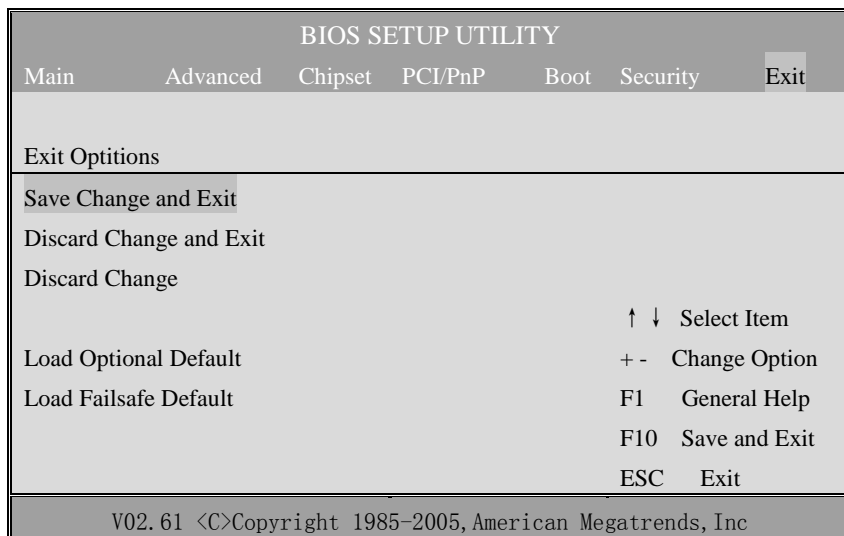 BIOS SETUP UTILITY
Main Advanced Chipset PCI/PnP Boot Security Exit
Exit Optitions
Save Change and Exit
Discard Change and Exit
Discard Change
↑ ↓ Select Item
Load Optional Default + - Change Option
Load Failsafe Default F1 General Help
F10 Save and Exit
ESC Exit
V02.61 <C>Copyright 1985-2005,American Megatrends,Inc